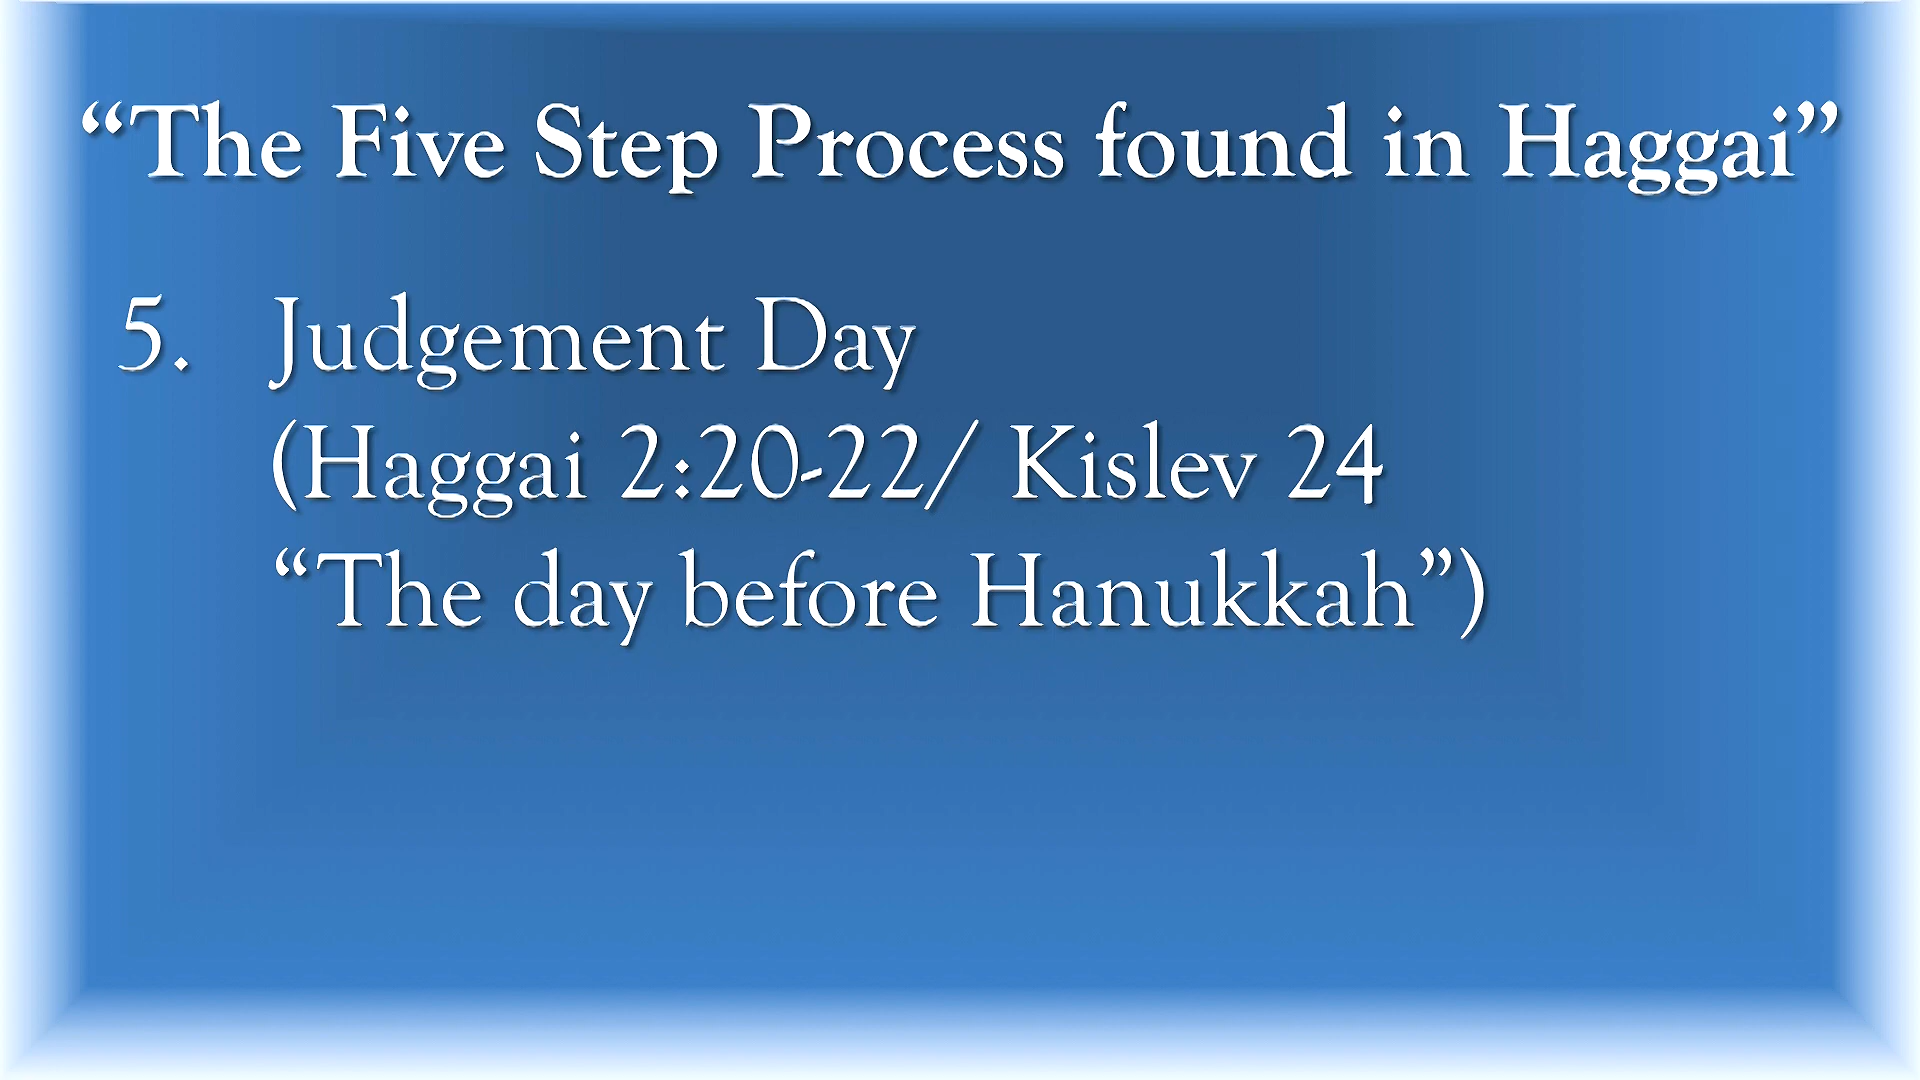 “The Five Step Process found in Haggai”
5. Judgement Day
(Haggai 2:20-22/ Kislev 24
“The day before Hanukkah”)